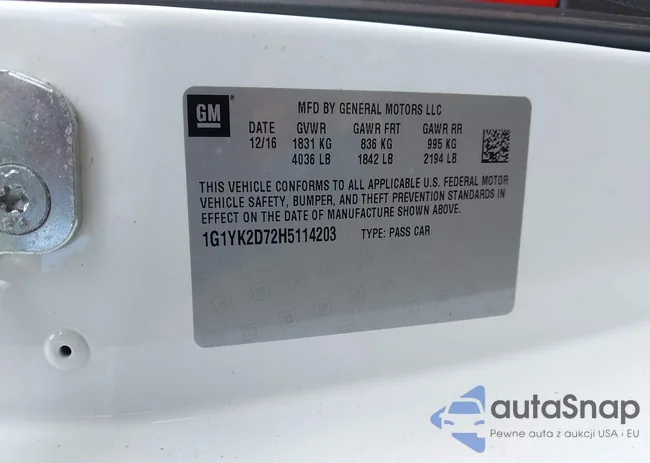 GM
MFD BY GENERAL MOTORS LLC
DATE GVWR GAWR FRT GAWR RR
12/16 1831 KG 836 KG 995 KG
4036 LB 1842 LB 2194 LB
THIS VEHICLE CONFORMS TO ALL APPLICABLE U.S. FEDERAL MOTOR
VEHICLE SAFETY, BUMPER, AND THEFT PREVENTION STANDARDS IN
EFFECT ON THE DATE OF MANUFACTURE SHOWN ABOVE.
1G1YK2D72H5114203 TYPE: PASS CAR
autaSnap
Pewne auta z aukcji USA i EU